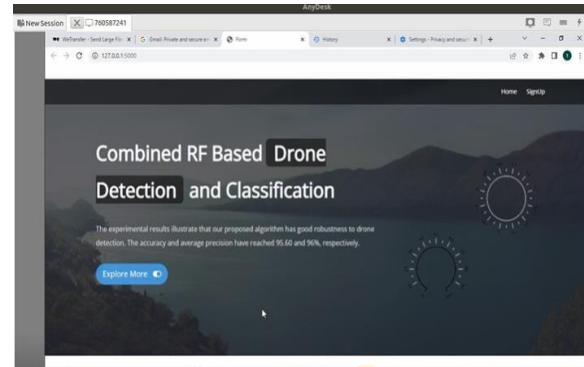 AnyDesk
New Session
760587241
WeTransfer - Send Large Fil
Gmail: Private and secure e
Form
History
Settings - Privacy and secur
127.0.0.1:5000
Home SignUp
Combined RF Based Drone
Detection and Classification
The experimental results illustrate that our proposed algorithm has good robustness to drone
detection. The accuracy and average precision have reached 95.60 and 96%, respectively.
Explore More